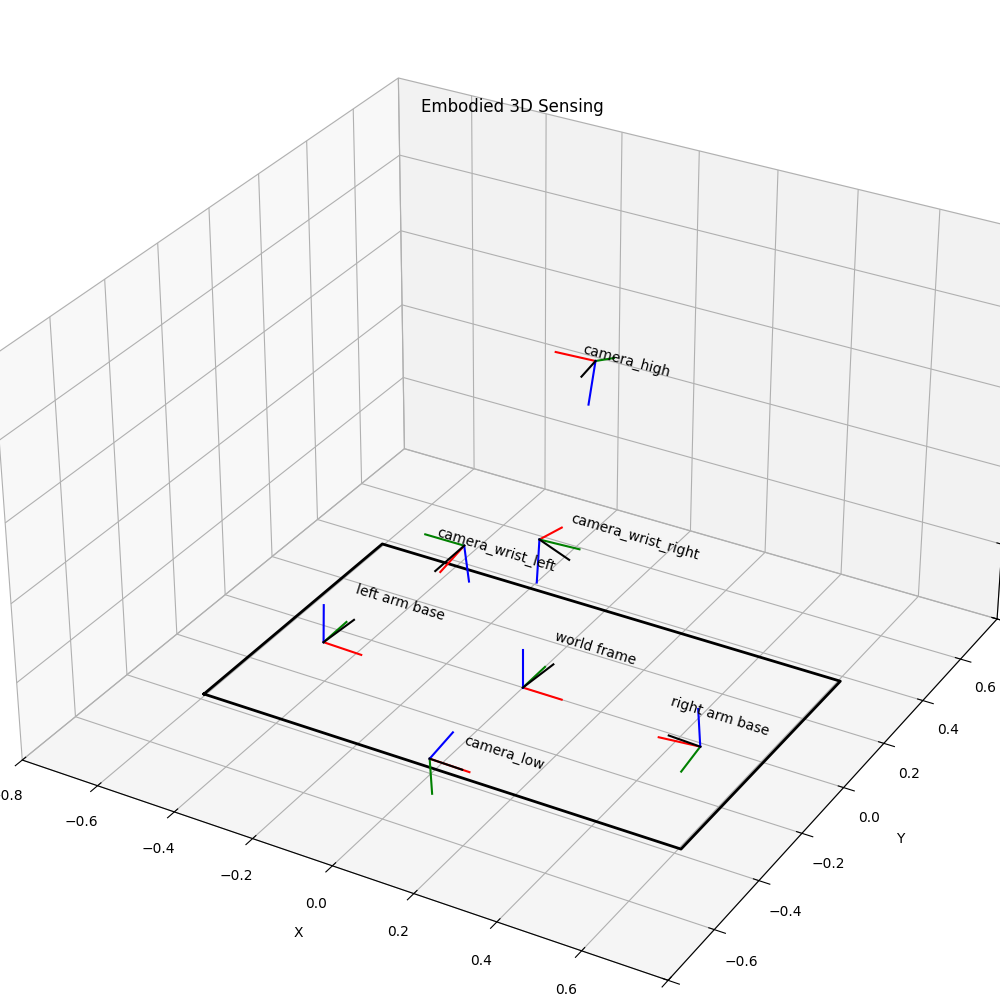 Embodied 3D Sensing
camera_high
camera_wrist_right
camera_wrist_left
left arm base
world frame
right arm base
camera_low
0.6
0.4
0.2
0.0
−0.2
−0.4
−0.6
Y
0.8
−0.6
−0.4
−0.2
0.0
0.2
0.4
0.6
X